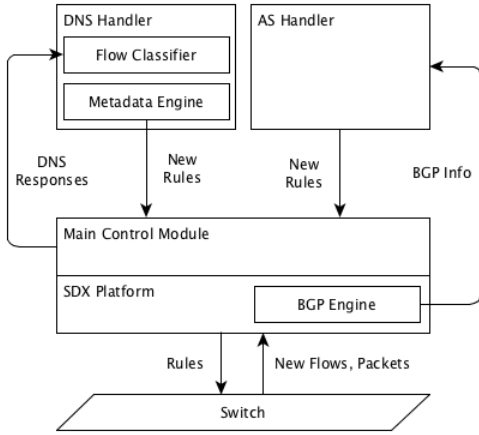 DNS Handler
Flow Classifier
Metadata Engine
AS Handler
DNS
Responses
New
Rules
New
Rules
BGP Info
Main Control Module
SDX Platform
BGP Engine
Rules
New Flows, Packets
Switch